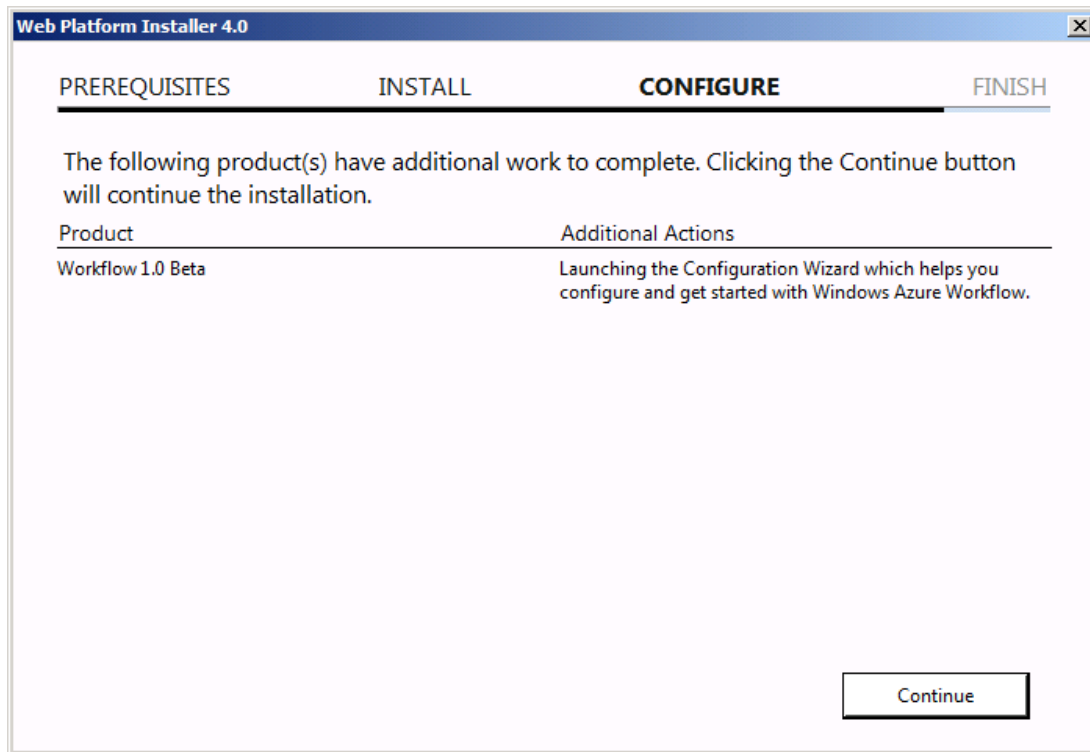 Web Platform Installer 4.0
PREREQUISITES INSTALL CONFIGURE FINISH
The following product(s) have additional work to complete. Clicking the Continue button
will continue the installation.
Product Additional Actions
Workflow 1.0 Beta Launching the Configuration Wizard which helps you
configure and get started with Windows Azure Workflow.
Continue